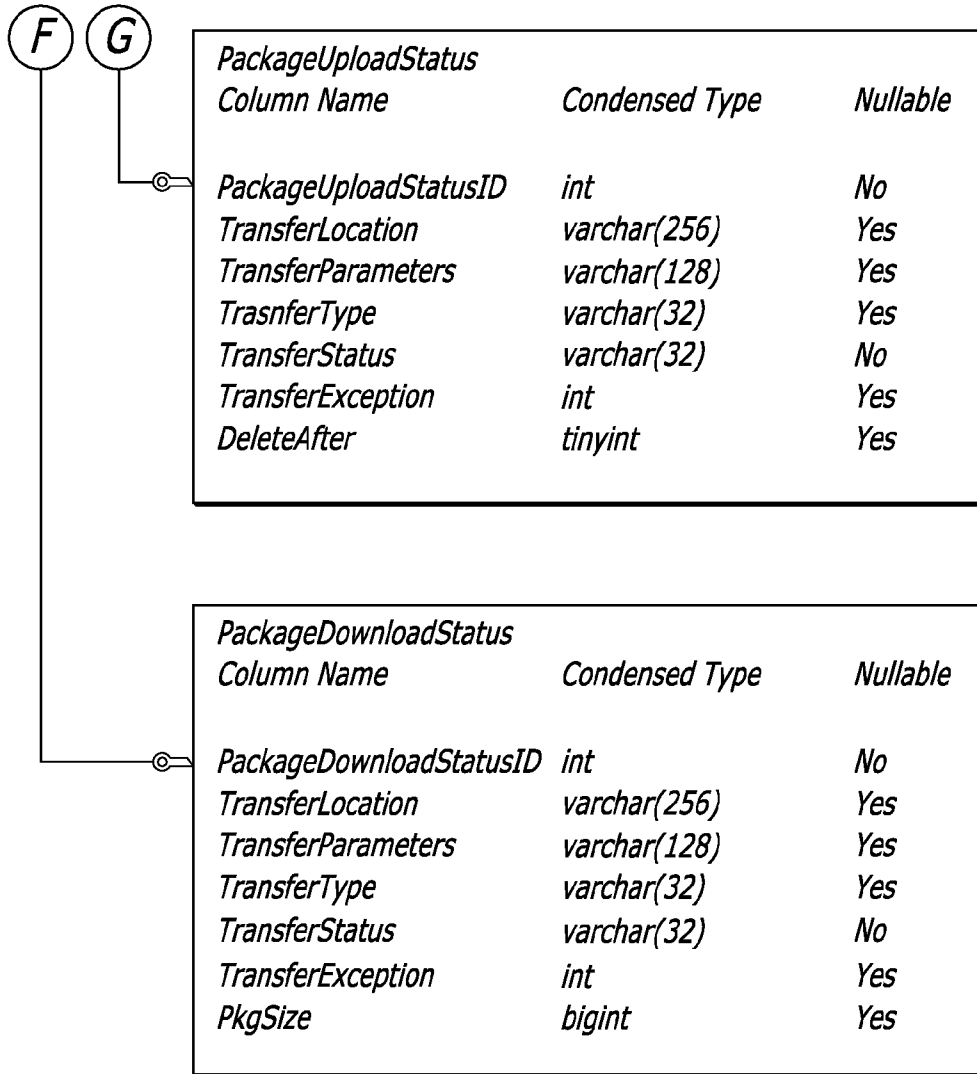 F G
PackageUploadStatus
Column Name Condensed Type Nullable
PackageUploadStatusID int No
TransferLocation varchar(256) Yes
TransferParameters varchar(128) Yes
TrasnferType varchar(32) Yes
TransferStatus varchar(32) No
TransferException int Yes
DeleteAfter tinyint Yes
PackageDownloadStatus
Column Name Condensed Type Nullable
PackageDownloadStatusID int No
TransferLocation varchar(256) Yes
TransferParameters varchar(128) Yes
TransferType varchar(32) Yes
TransferStatus varchar(32) No
TransferException int Yes
PkgSize bigint Yes